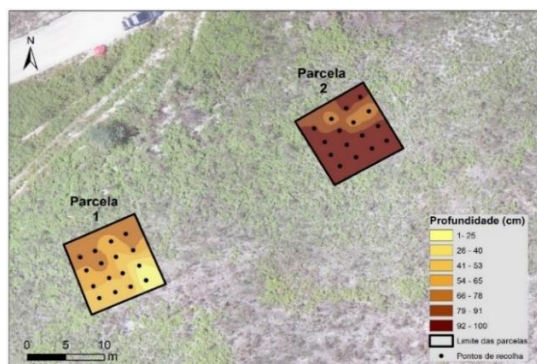 N
Parcela
2
Parcela
1
Profundidade (cm)
1- 25
26 - 40
41 - 53
54 - 65
66 - 78
79 - 91
92 - 100
Limite das parcelas
Pontos de recolha
0 5 10
m